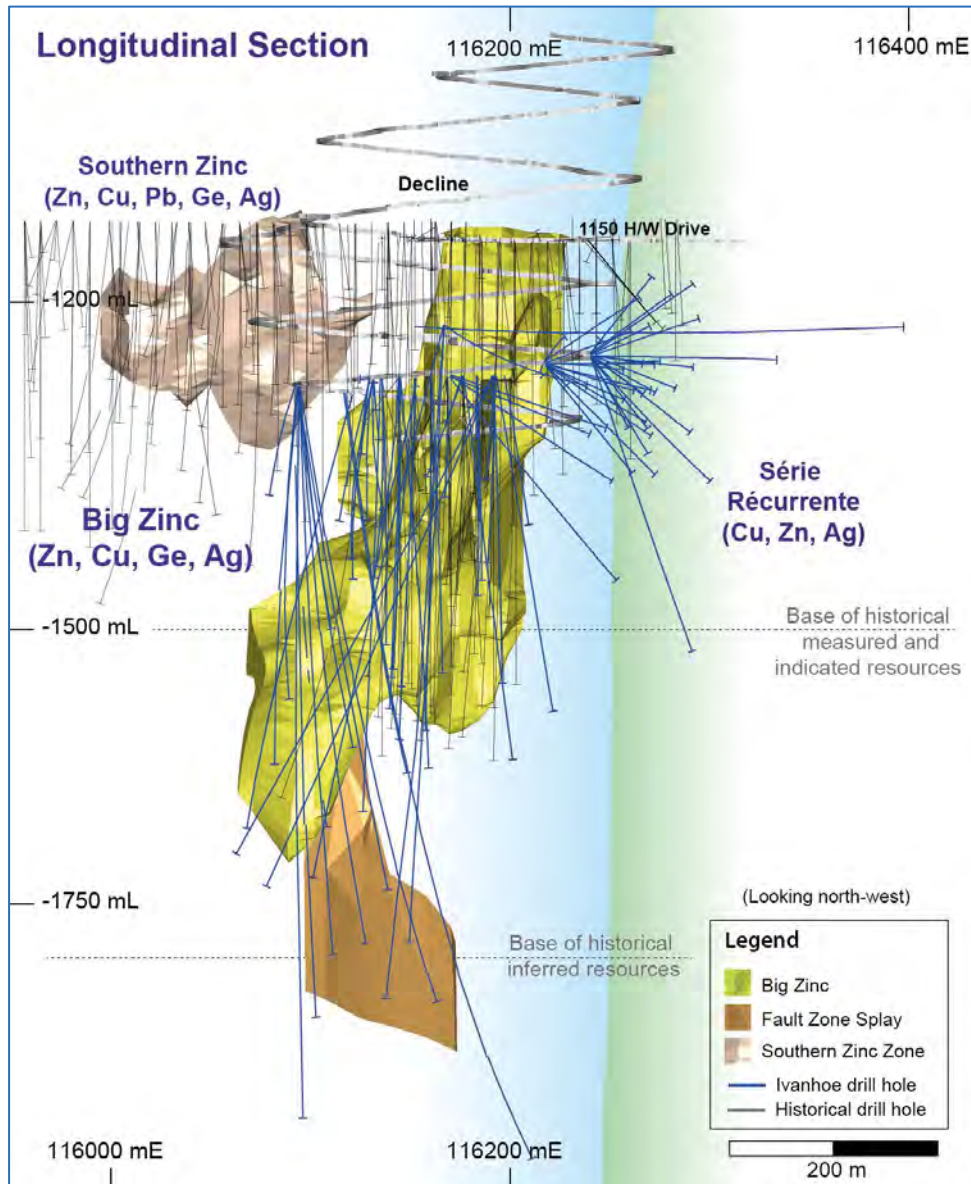 Longitudinal Section
116200 mE
116400 mE
Southern Zinc
(Zn, Cu, Pb, Ge, Ag)
Decline
1150 H/W Drive
-1200 mL
Big Zinc
(Zn, Cu, Ge, Ag)
Série
Récurrente
(Cu, Zn, Ag)
-1500 mL
Base of historical
measured and
indicated resources
-1750 mL
Base of historical
inferred resources
(Looking north-west)
Legend
Big Zinc
Fault Zone Splay
Southern Zinc Zone
Ivanhoe drill hole
Historical drill hole
200 m
116000 mE
116200 mE